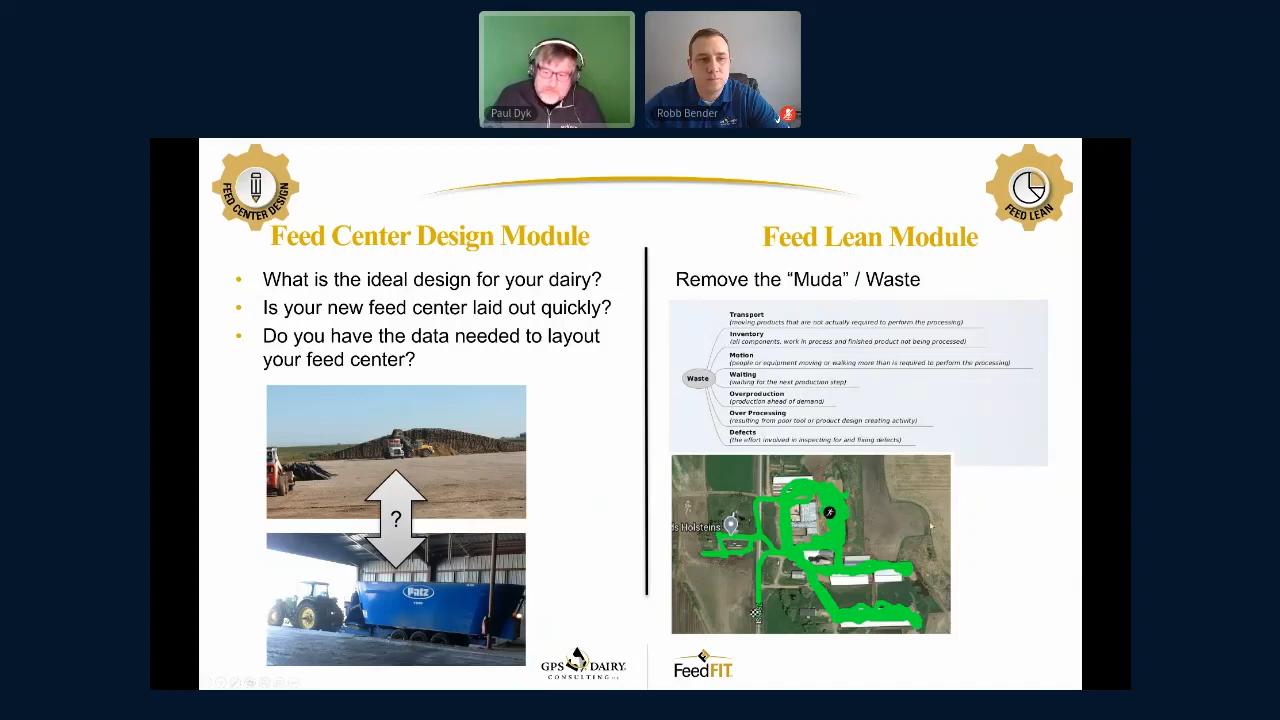 Paul Dyk
Robb Bender
FEED CENTER DESIGN
FEED LEAN
Feed Center Design Module
• What is the ideal design for your dairy?
• Is your new feed center laid out quickly?
• Do you have the data needed to layout
your feed center?
?
Patz
Feed Lean Module
Remove the “Muda” / Waste
Waste
Transport
(moving products that are not actually required to perform the processing)
Inventory
(all components, work in process and finished product not being processed)
Motion
(people or equipment moving or walking more than is required to perform the processing)
Waiting
(waiting for the next production step)
Overproduction
(production ahead of demand)
Over Processing
(resulting from poor tool or product design creating activity)
Defects
(the effort involved in inspecting for and fixing defects)
ds Holsteins
GPS DAIRY
CONSULTING LLC
FeedFIT